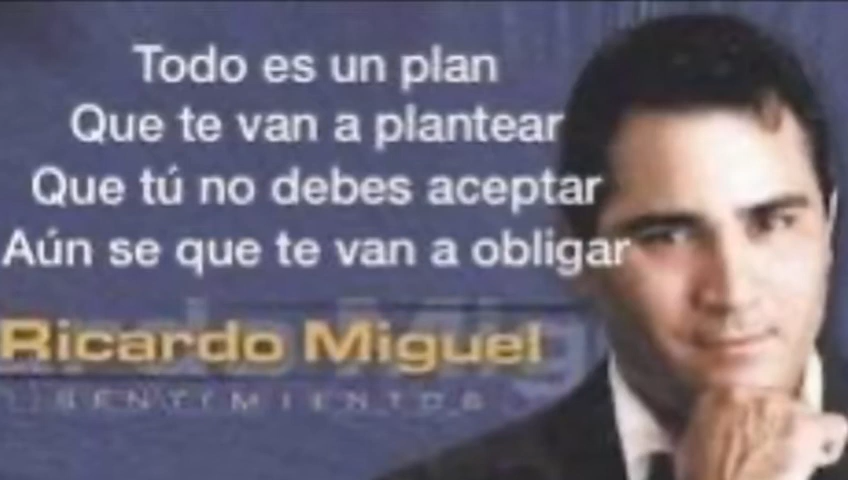 Todo es un plan
Que te van a plantear
Que tú no debes aceptar
Aún se que te van a obligar
Ricardo Miguel
SENTIMIENTOS